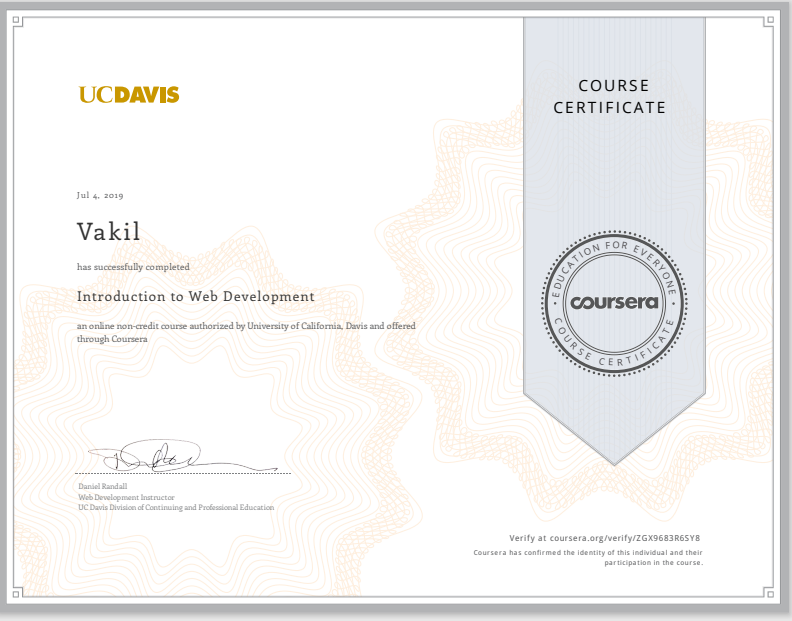 UCDAVIS
COURSE
CERTIFICATE
Jul 4, 2019
Vakil
has successfully completed
Introduction to Web Development
an online non-credit course authorized by University of California, Davis and offered
through Coursera
EDUCATION FOR EVERYONE
coursera
COURSE CERTIFICATE
Daniel Randall
Web Development Instructor
UC Davis Division of Continuing and Professional Education
Verify at coursera.org/verify/ZGX9683R6SY8
Coursera has confirmed the identity of this individual and their
participation in the course.